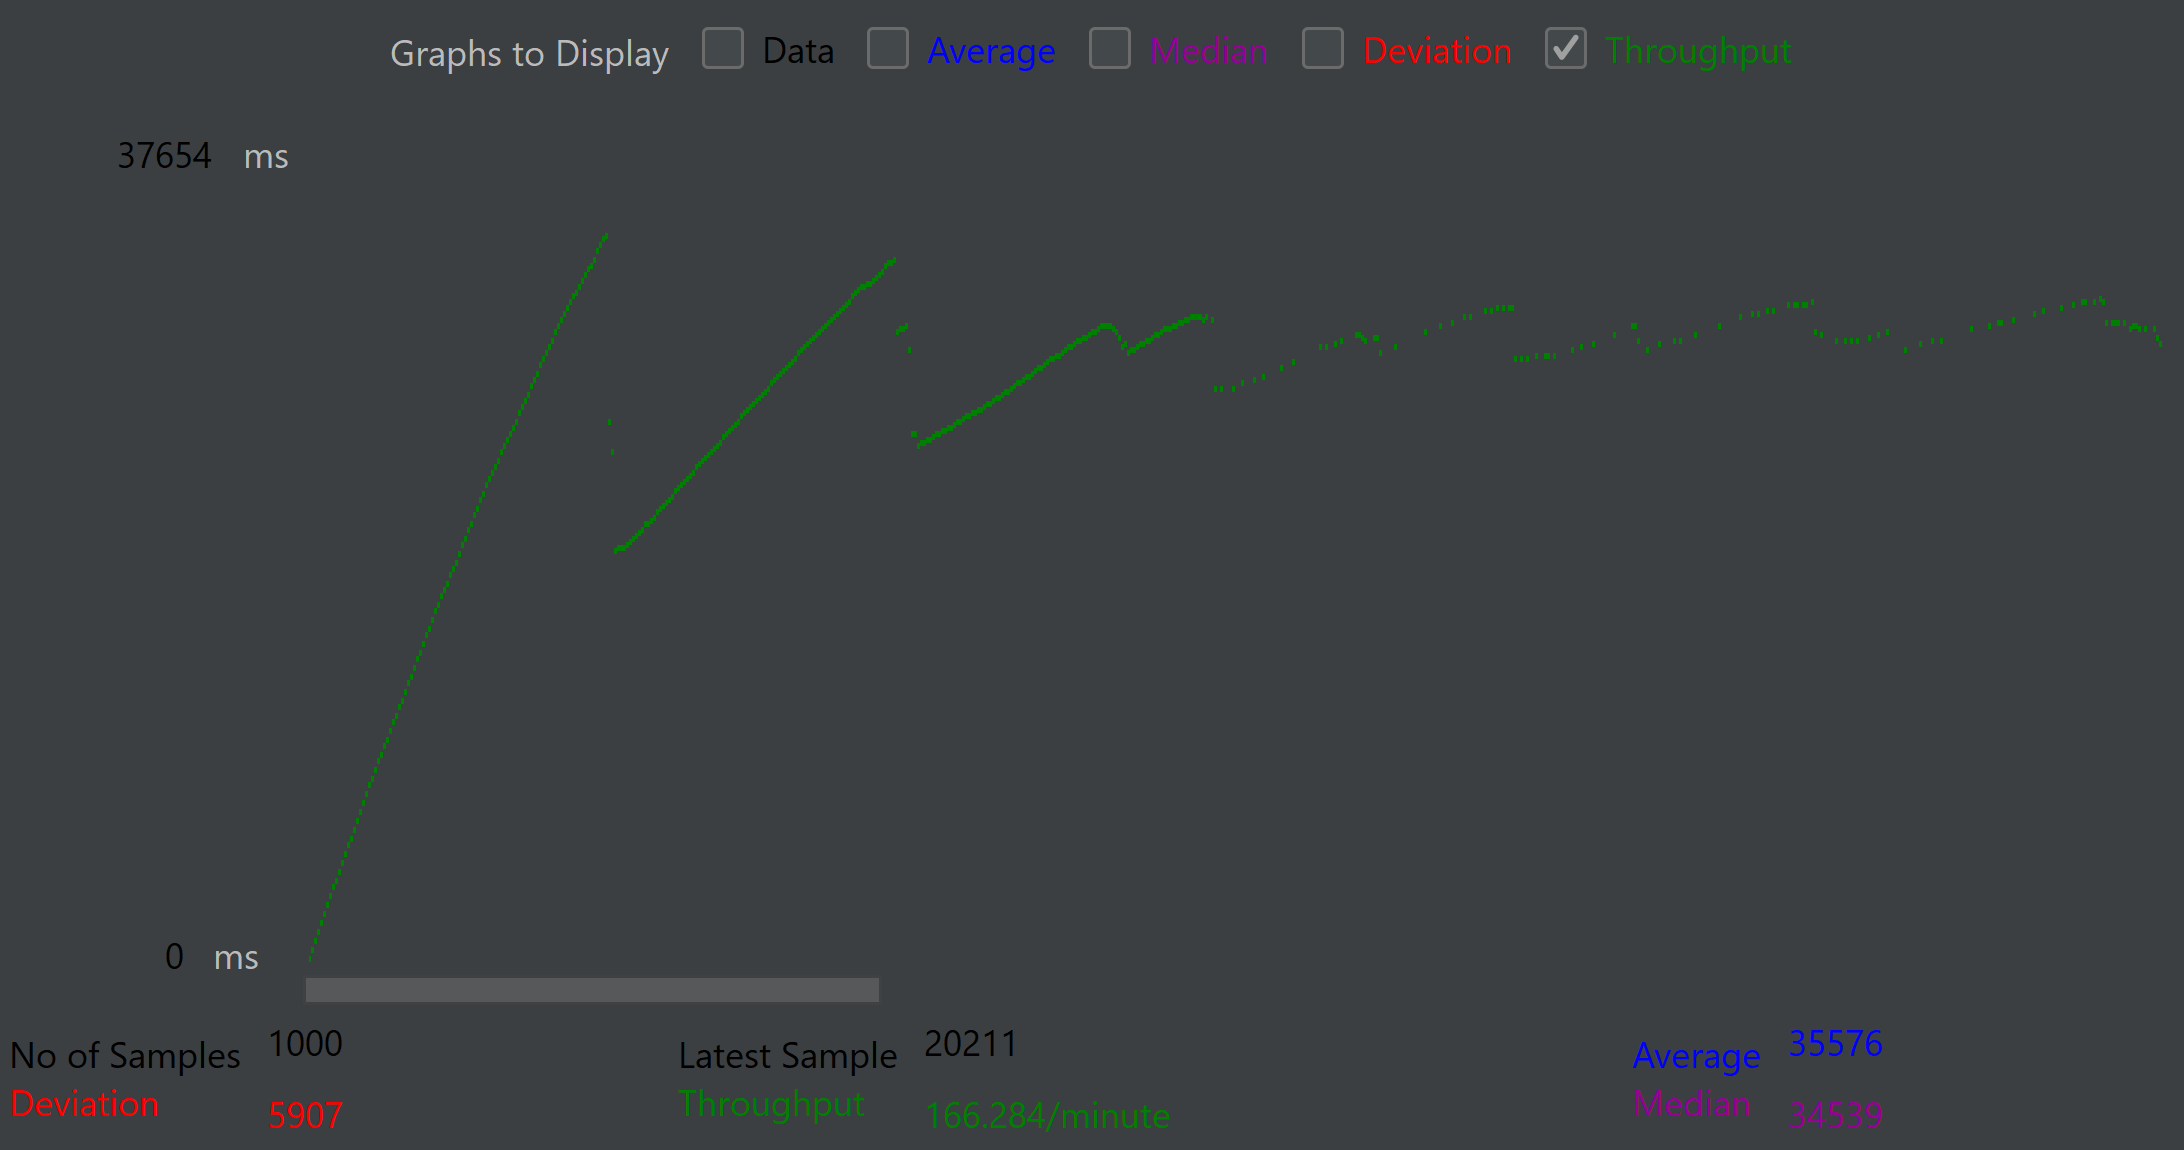 Graphs to Display Data Average Median Deviation Throughput
37654 ms
0 ms
No of Samples 1000 Latest Sample 20211 Average 35576
Deviation 5907 Throughput 166.284/minute Median 34539